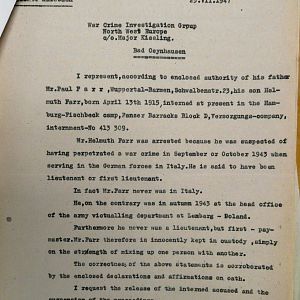 25.VII.1947
War Crime Investigation Group
North West Europe
c/o.Major Kiesling.
Bad Oeynhausen
I represent,according to enclosed authority of his father
Mr.Paul Farr,Wuppertal-Barmen,Schwalbenstr.23,his son Hel-
muth Farr,born April 13th 1915,interned at present in the Ham-
burg-Fischbeck camp,Panzer Barracks Block D,Versorgungs-company,
internment-No 413 309.
Mr.Helmuth Farr was arrested because he was suspected of
having perpetrated a war crime in September or October 1943 when
serving in the German forces in Italy.He is said to have been
lieutenant or first lieutenant.
In fact Mr.Farr never was in Italy.
He,on the contrary was in autumn 1943 at the head office
of the army victualling department at Lemberg - Poland.
Furthermore he never was a lieutenant,but first - pay-
master.Mr.Farr therefore is innocently kept in custody ,simply
on the strength of mixing up one person with another.
The correctness of the above statements is corroborated
by the enclosed declarations and affirmations on oath.
I request the release of the interned accused and the